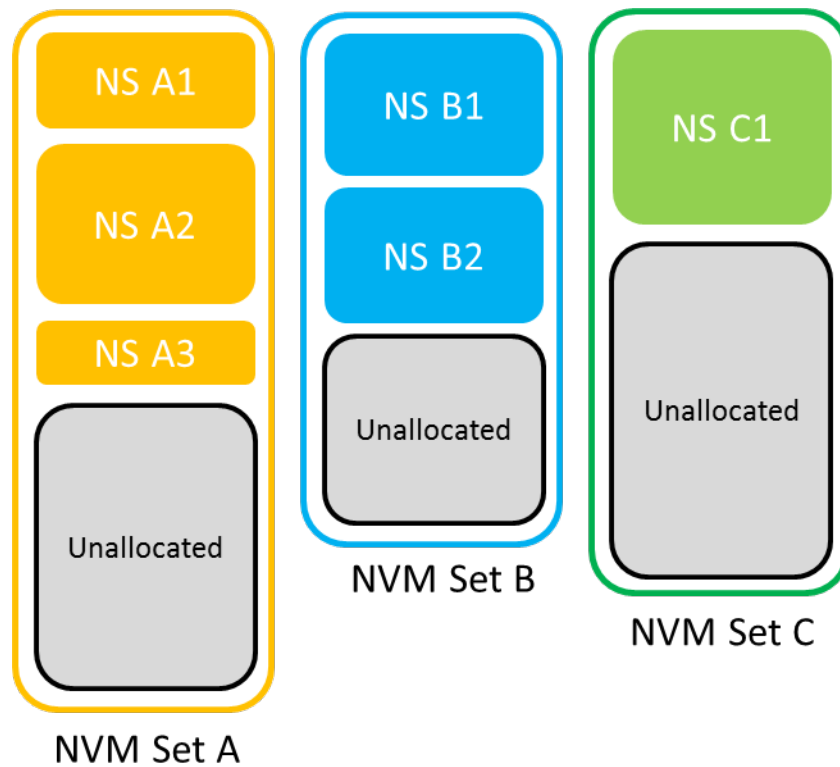 NS A1
NS A2
NS A3
Unallocated
NVM Set A
NS B1
NS B2
Unallocated
NVM Set B
NS C1
Unallocated
NVM Set C